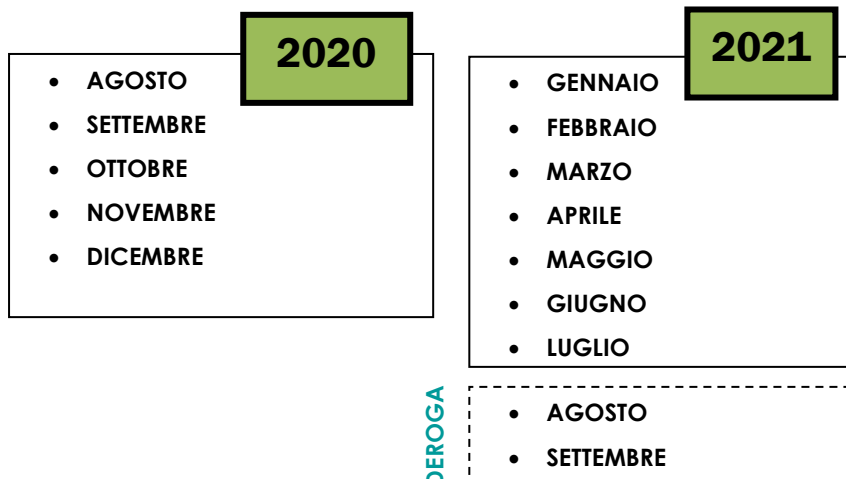 2020
AGOSTO
SETTEMBRE
OTTOBRE
NOVEMBRE
DICEMBRE
2021
GENNAIO
FEBBRAIO
MARZO
APRILE
MAGGIO
GIUGNO
LUGLIO
DEROGA
AGOSTO
SETTEMBRE